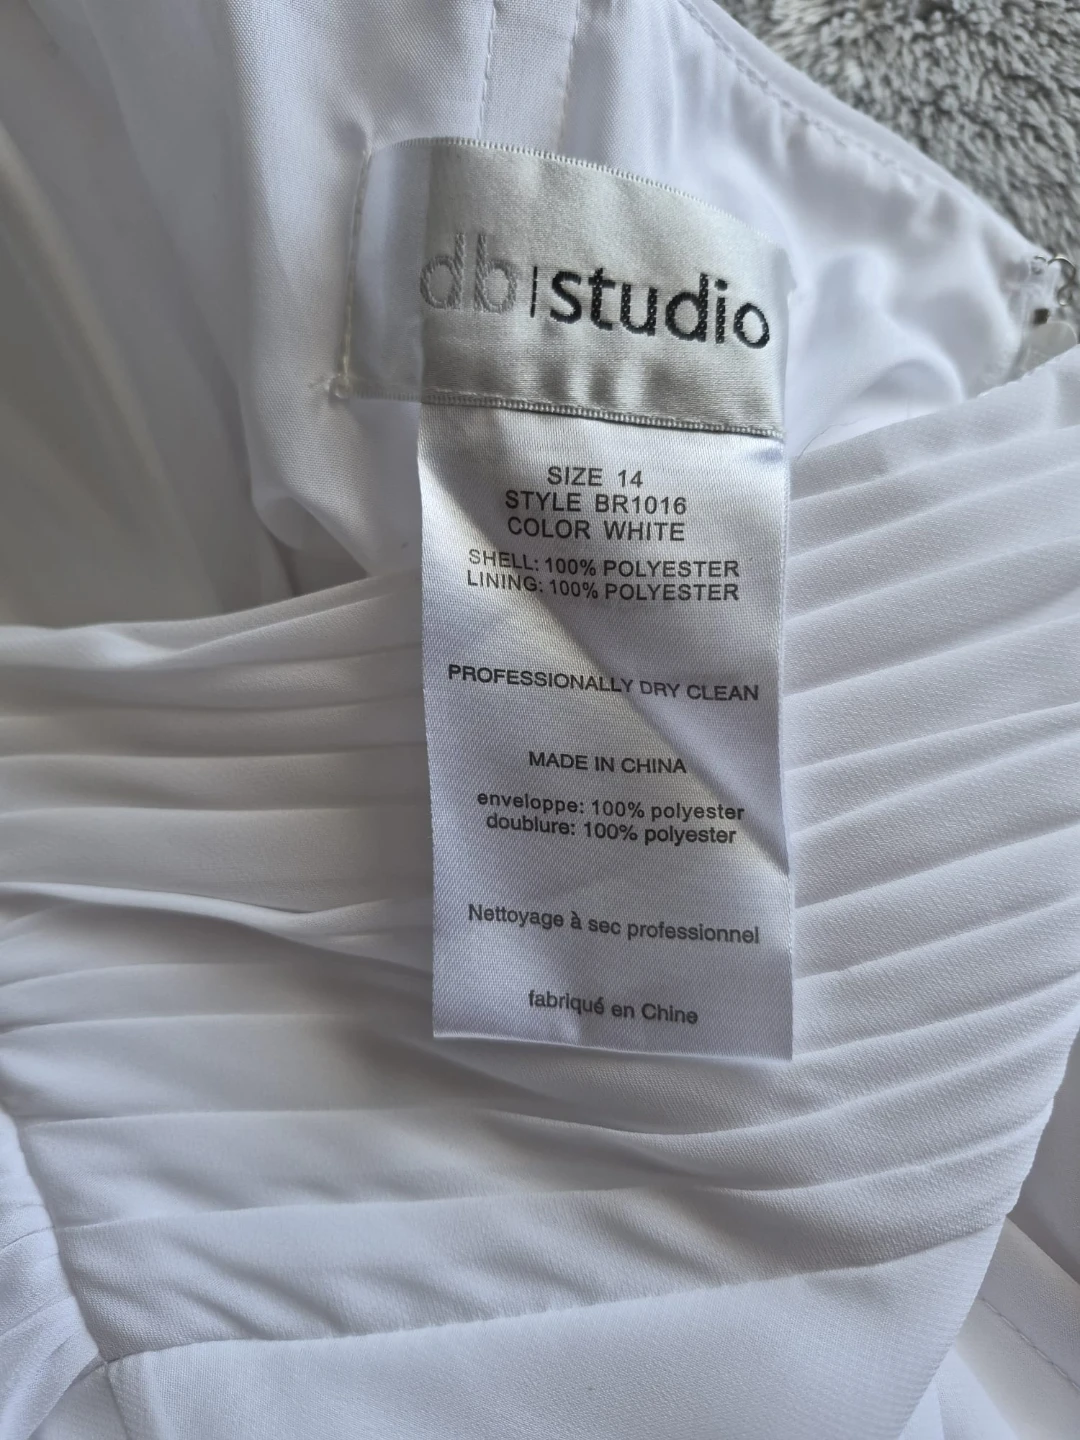 db|studio
SIZE 14
STYLE BR1016
COLOR WHITE
SHELL: 100% POLYESTER
LINING: 100% POLYESTER
PROFESSIONALLY DRY CLEAN
MADE IN CHINA
enveloppe: 100% polyester
doublure: 100% polyester
Nettoyage à sec professionnel
fabriqué en Chine